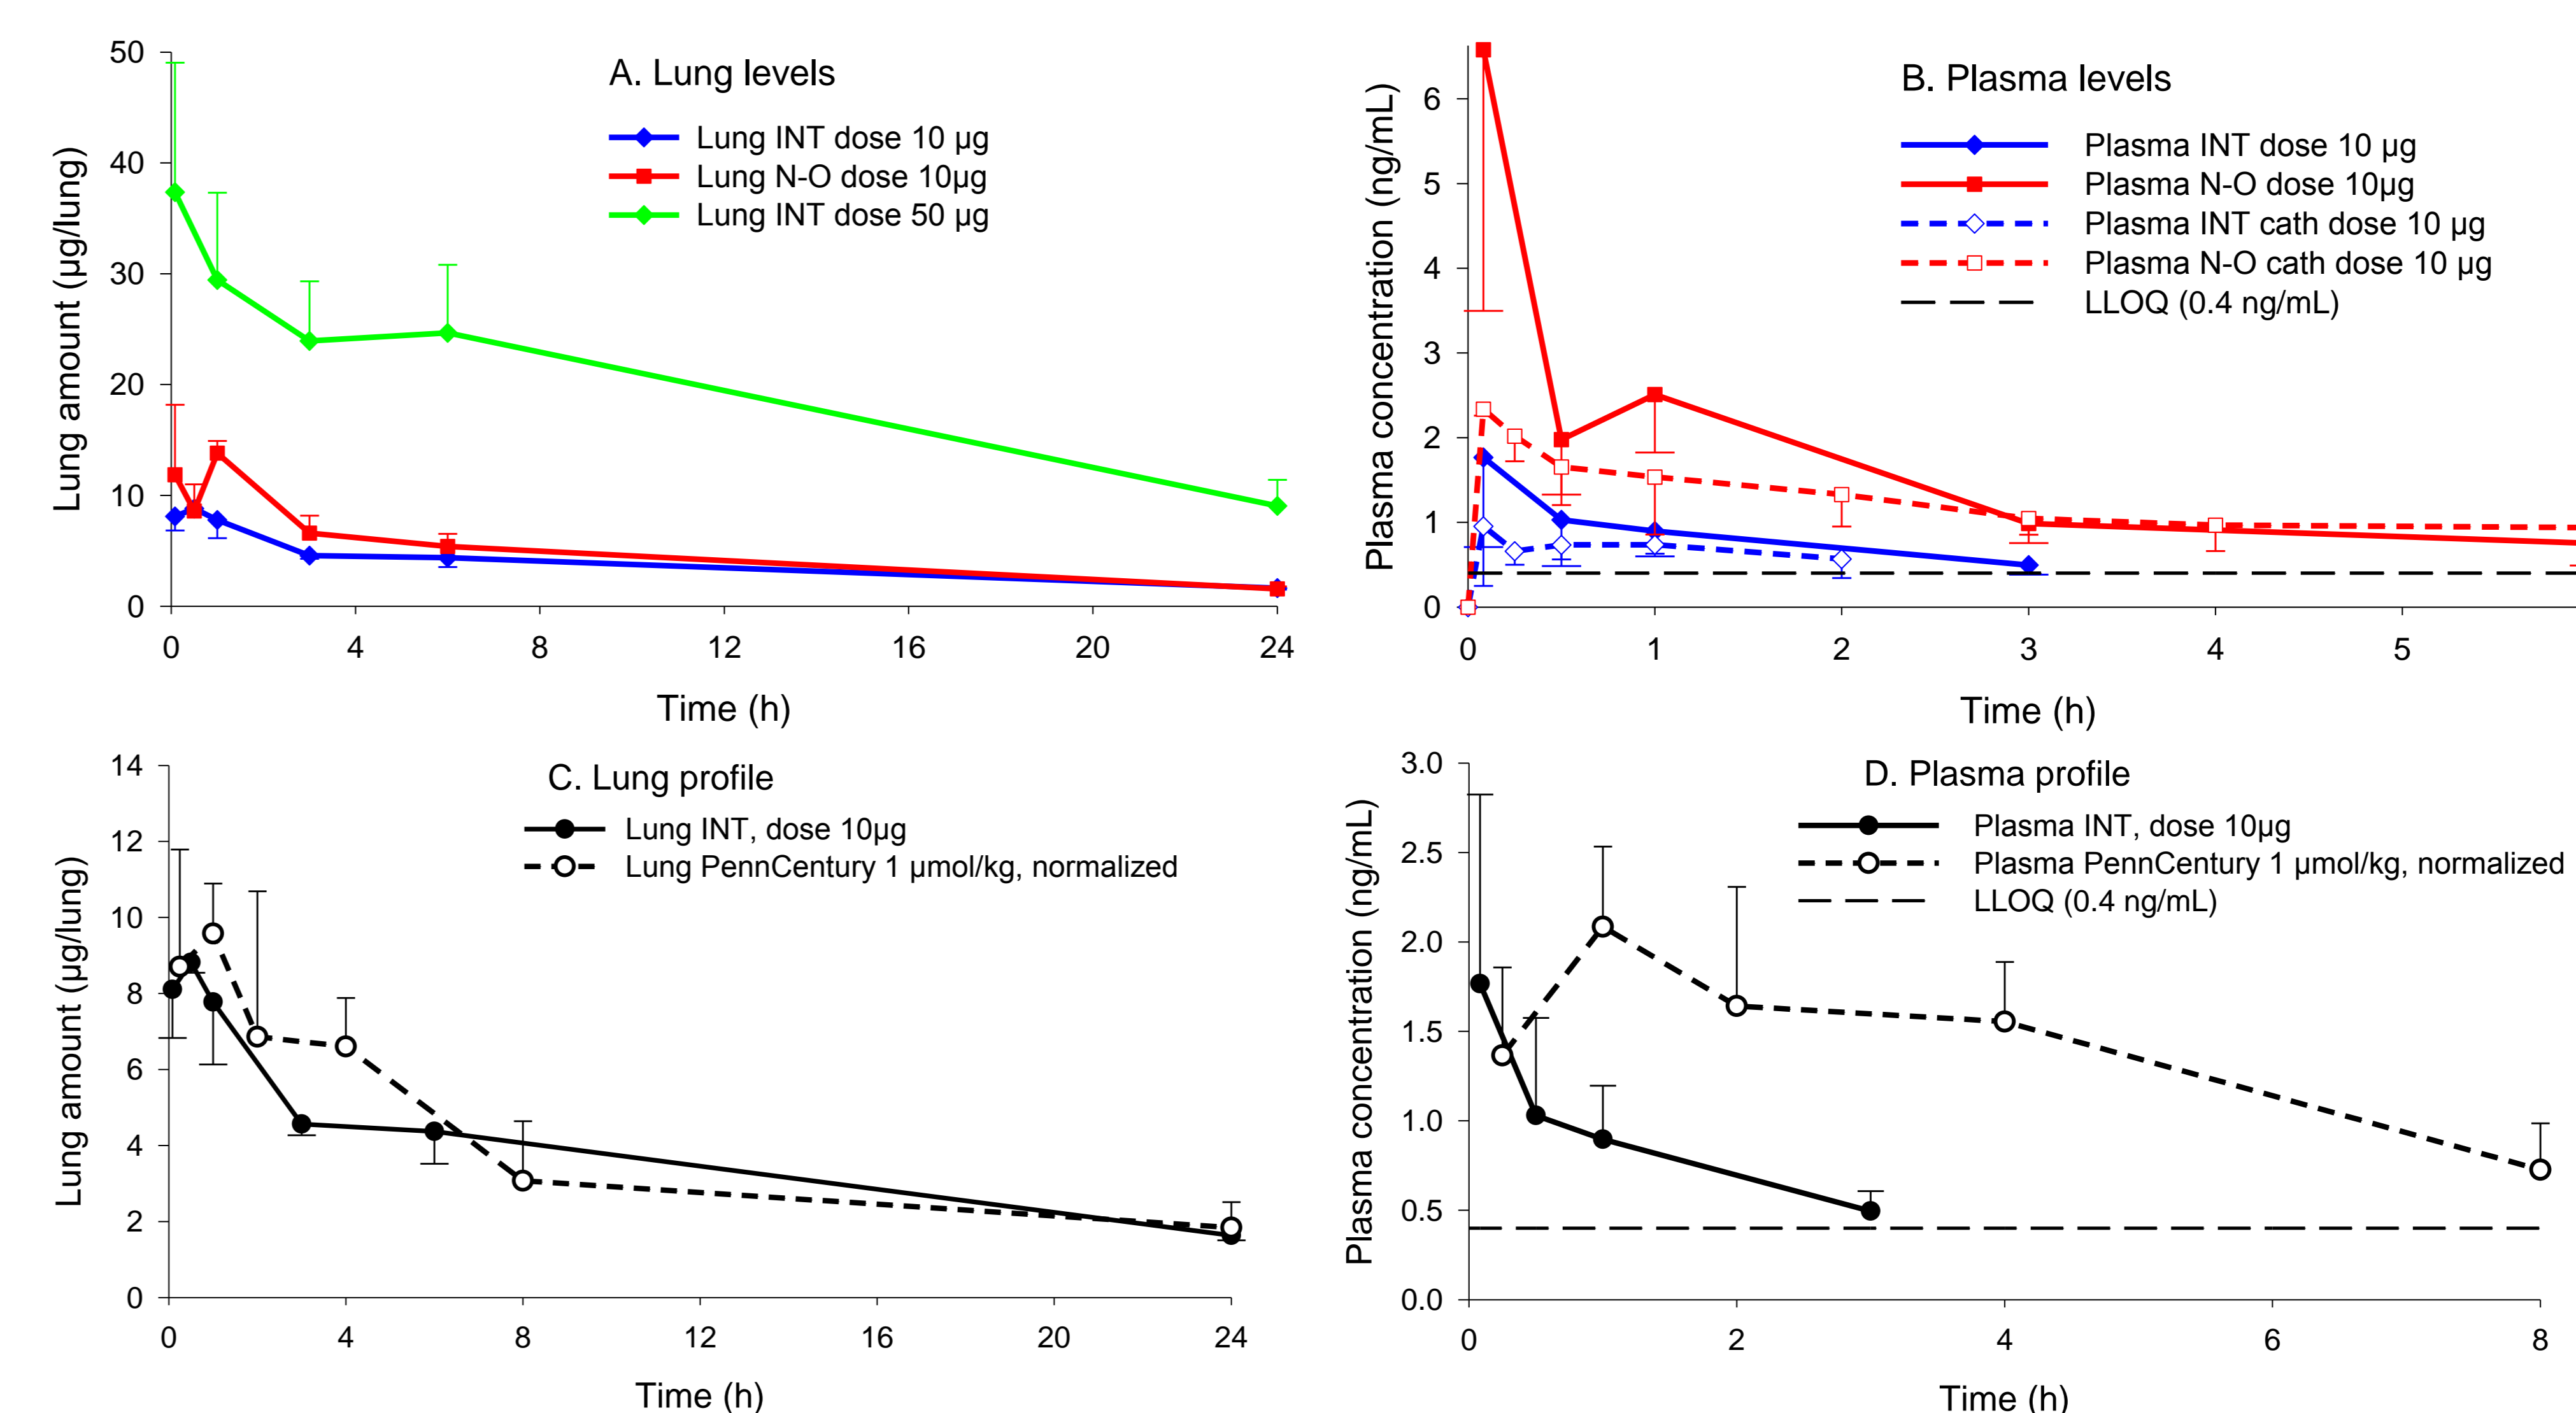 A. Lung levels
Lung INT dose 10 µg
Lung N-O dose 10µg
Lung INT dose 50 µg
Lung amount (µg/lung)
50
40
30
20
10
0
0 4 8 12 16 20 24
Time (h)
B. Plasma levels
Plasma INT dose 10 µg
Plasma N-O dose 10µg
Plasma INT cath dose 10 µg
Plasma N-O cath dose 10 µg
LLOQ (0.4 ng/mL)
Plasma concentration (ng/mL)
6
5
4
3
2
1
0
0 1 2 3 4 5
Time (h)
C. Lung profile
Lung INT, dose 10µg
Lung PennCentury 1 µmol/kg, normalized
Lung amount (µg/lung)
14
12
10
8
6
4
2
0
0 4 8 12 16 20 24
Time (h)
D. Plasma profile
Plasma INT, dose 10µg
Plasma PennCentury 1 µmol/kg, normalized
LLOQ (0.4 ng/mL)
Plasma concentration (ng/mL)
3.0
2.5
2.0
1.5
1.0
0.5
0.0
0 2 4 6 8
Time (h)